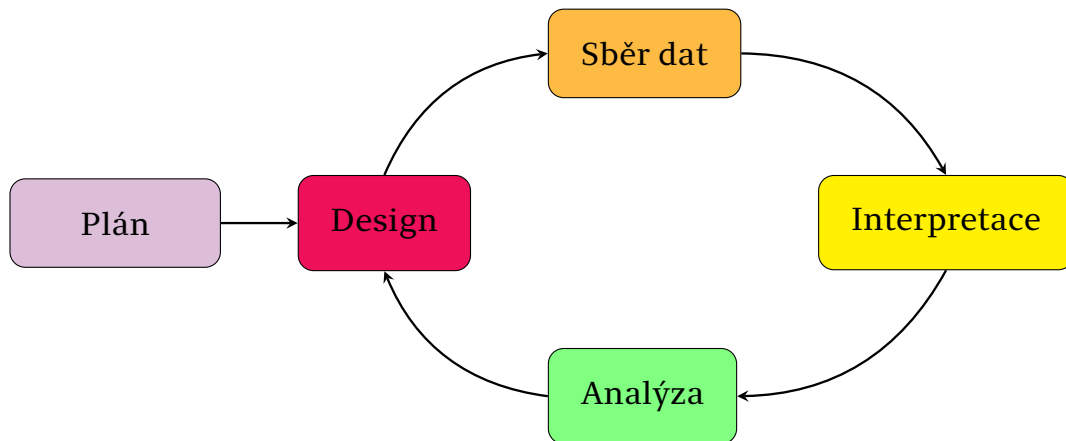 Sběr dat
Plán
Design
Interpretace
Analýza